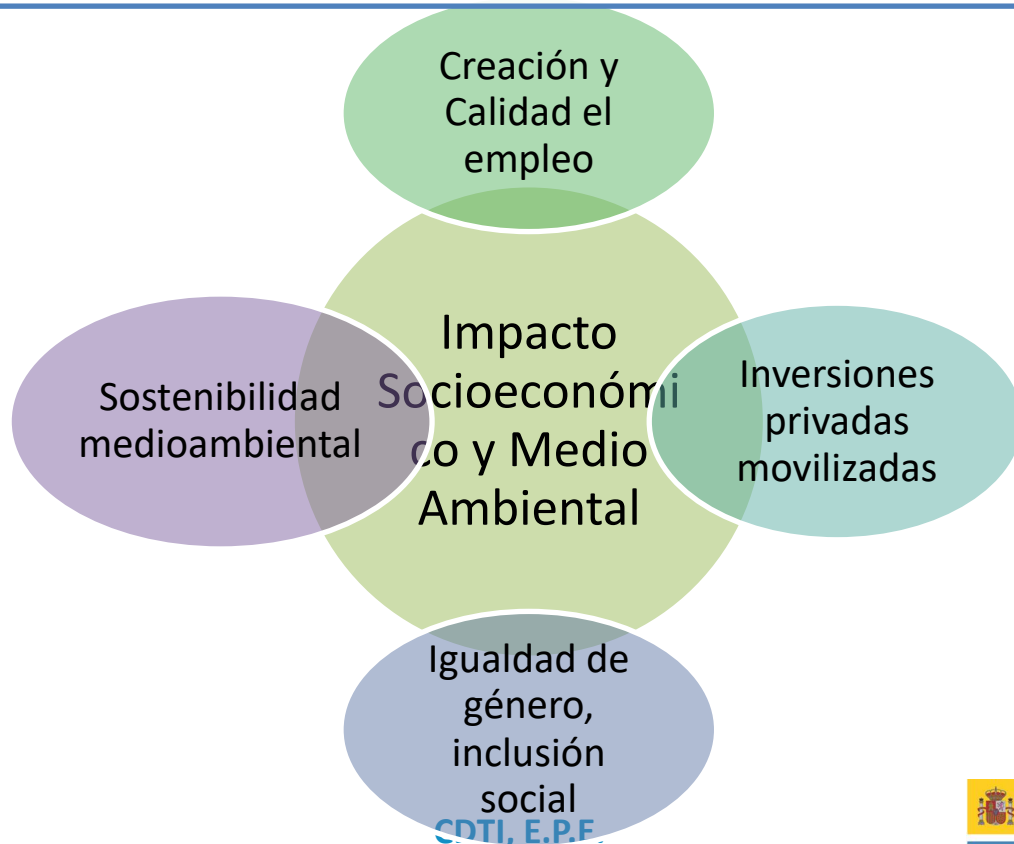 Creación y
Calidad el
empleo
Impacto
Socioeconómi
co y Medio
Ambiental
Sostenibilidad
medioambiental
Inversiones
privadas
movilizadas
Igualdad de
género,
inclusión
social
CDTI, E.P.E.